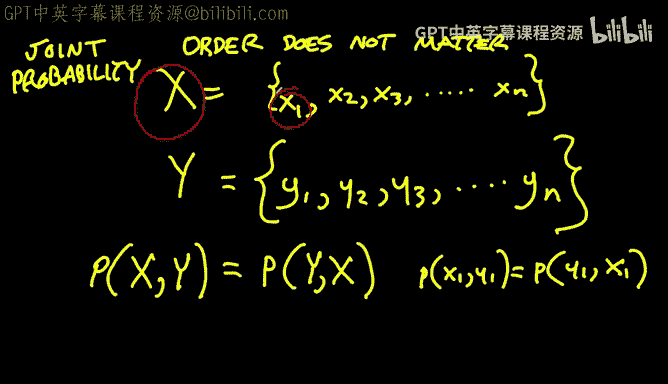 GPT中英字幕课程资源@bilibili.com
GPT中英字幕课程资源 bilibili
JOINT PROBABILITY
ORDER DOES NOT MATTER
X = {x1, x2, x3, ..... xn}
Y = {y1, y2, y3, .... yn}
P(X,Y) = P(Y,X) p(x1,y1) = p(y1,x1)